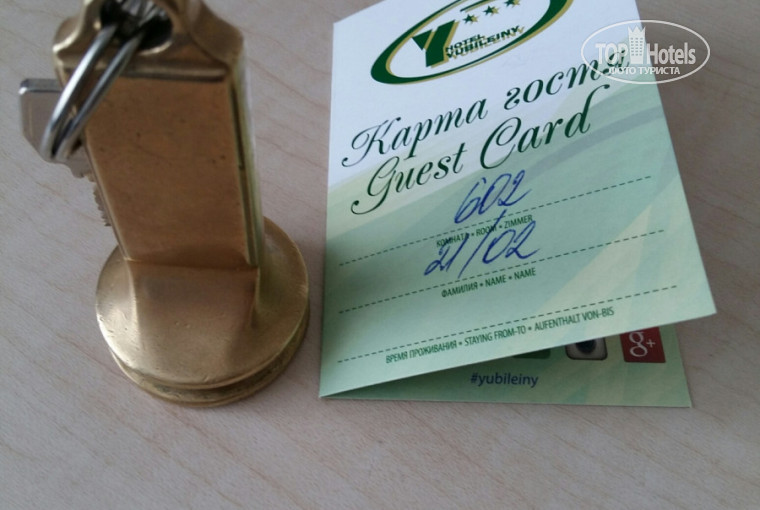 HOTEL
YUBILEINY
TOP Hotels
ФОТО ТУРИСТА
Карта гостя
Guest Card
602
КОМНАТА • ROOM • ZIMMER
21/02
ФАМИЛИЯ • NAME • NAME
ВРЕМЯ ПРОЖИВАНИЯ • STAYING FROM-TO • AUFENTHALT VON-BIS
g+
#yubileiny